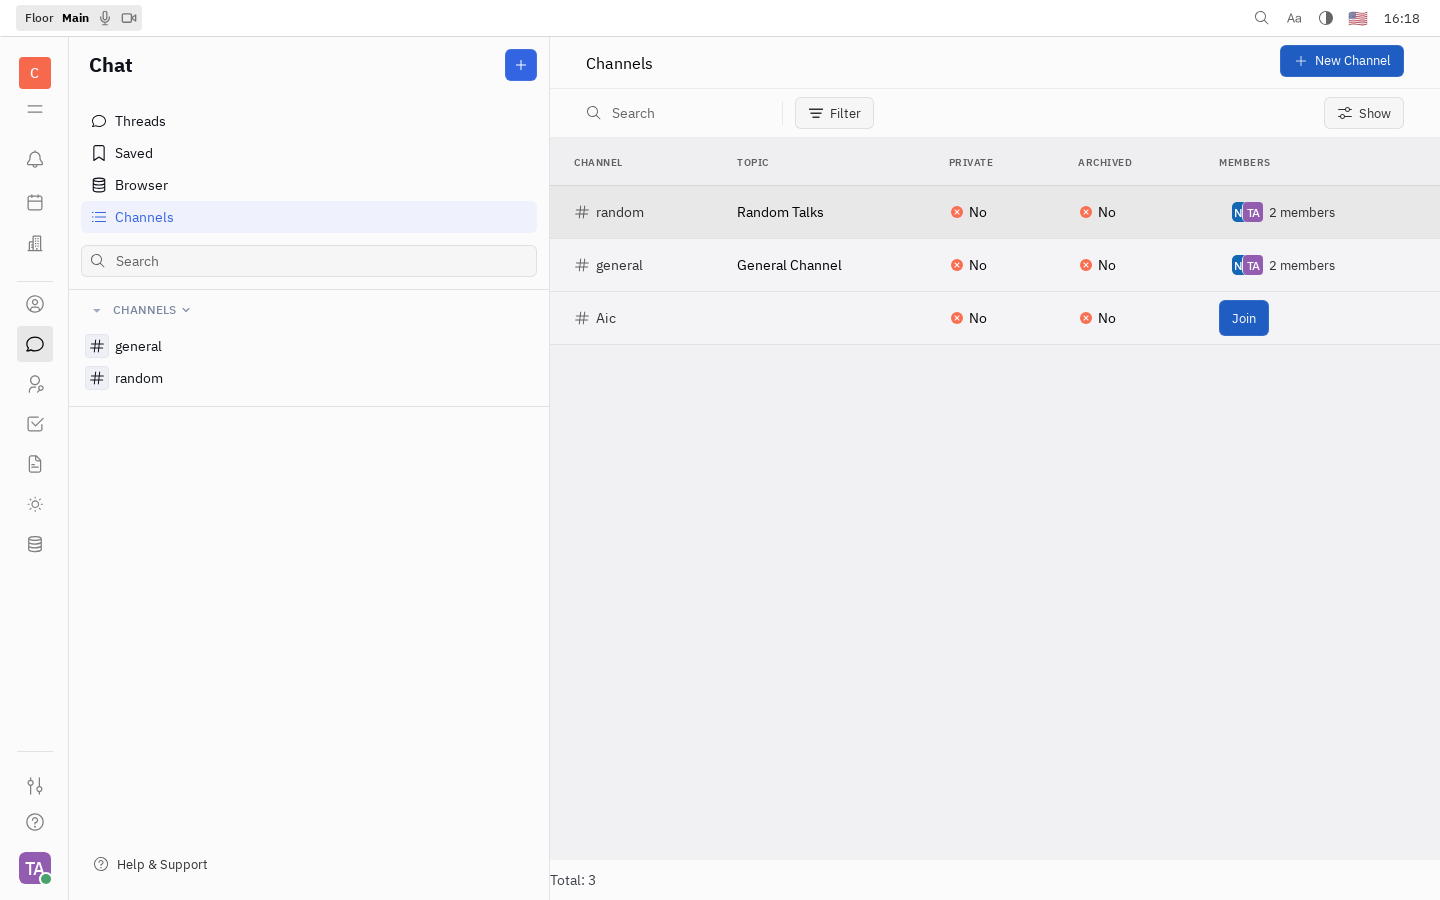 Floor Main
Aa
16:18
C
Chat
Threads
Saved
Browser
Channels
Search
CHANNELS
general
random
Help & Support
TA
Channels
New Channel
Search
Filter
Show
CHANNEL TOPIC PRIVATE ARCHIVED MEMBERS
random Random Talks No No N TA 2 members
general General Channel No No N TA 2 members
Aic No No Join
Total: 3